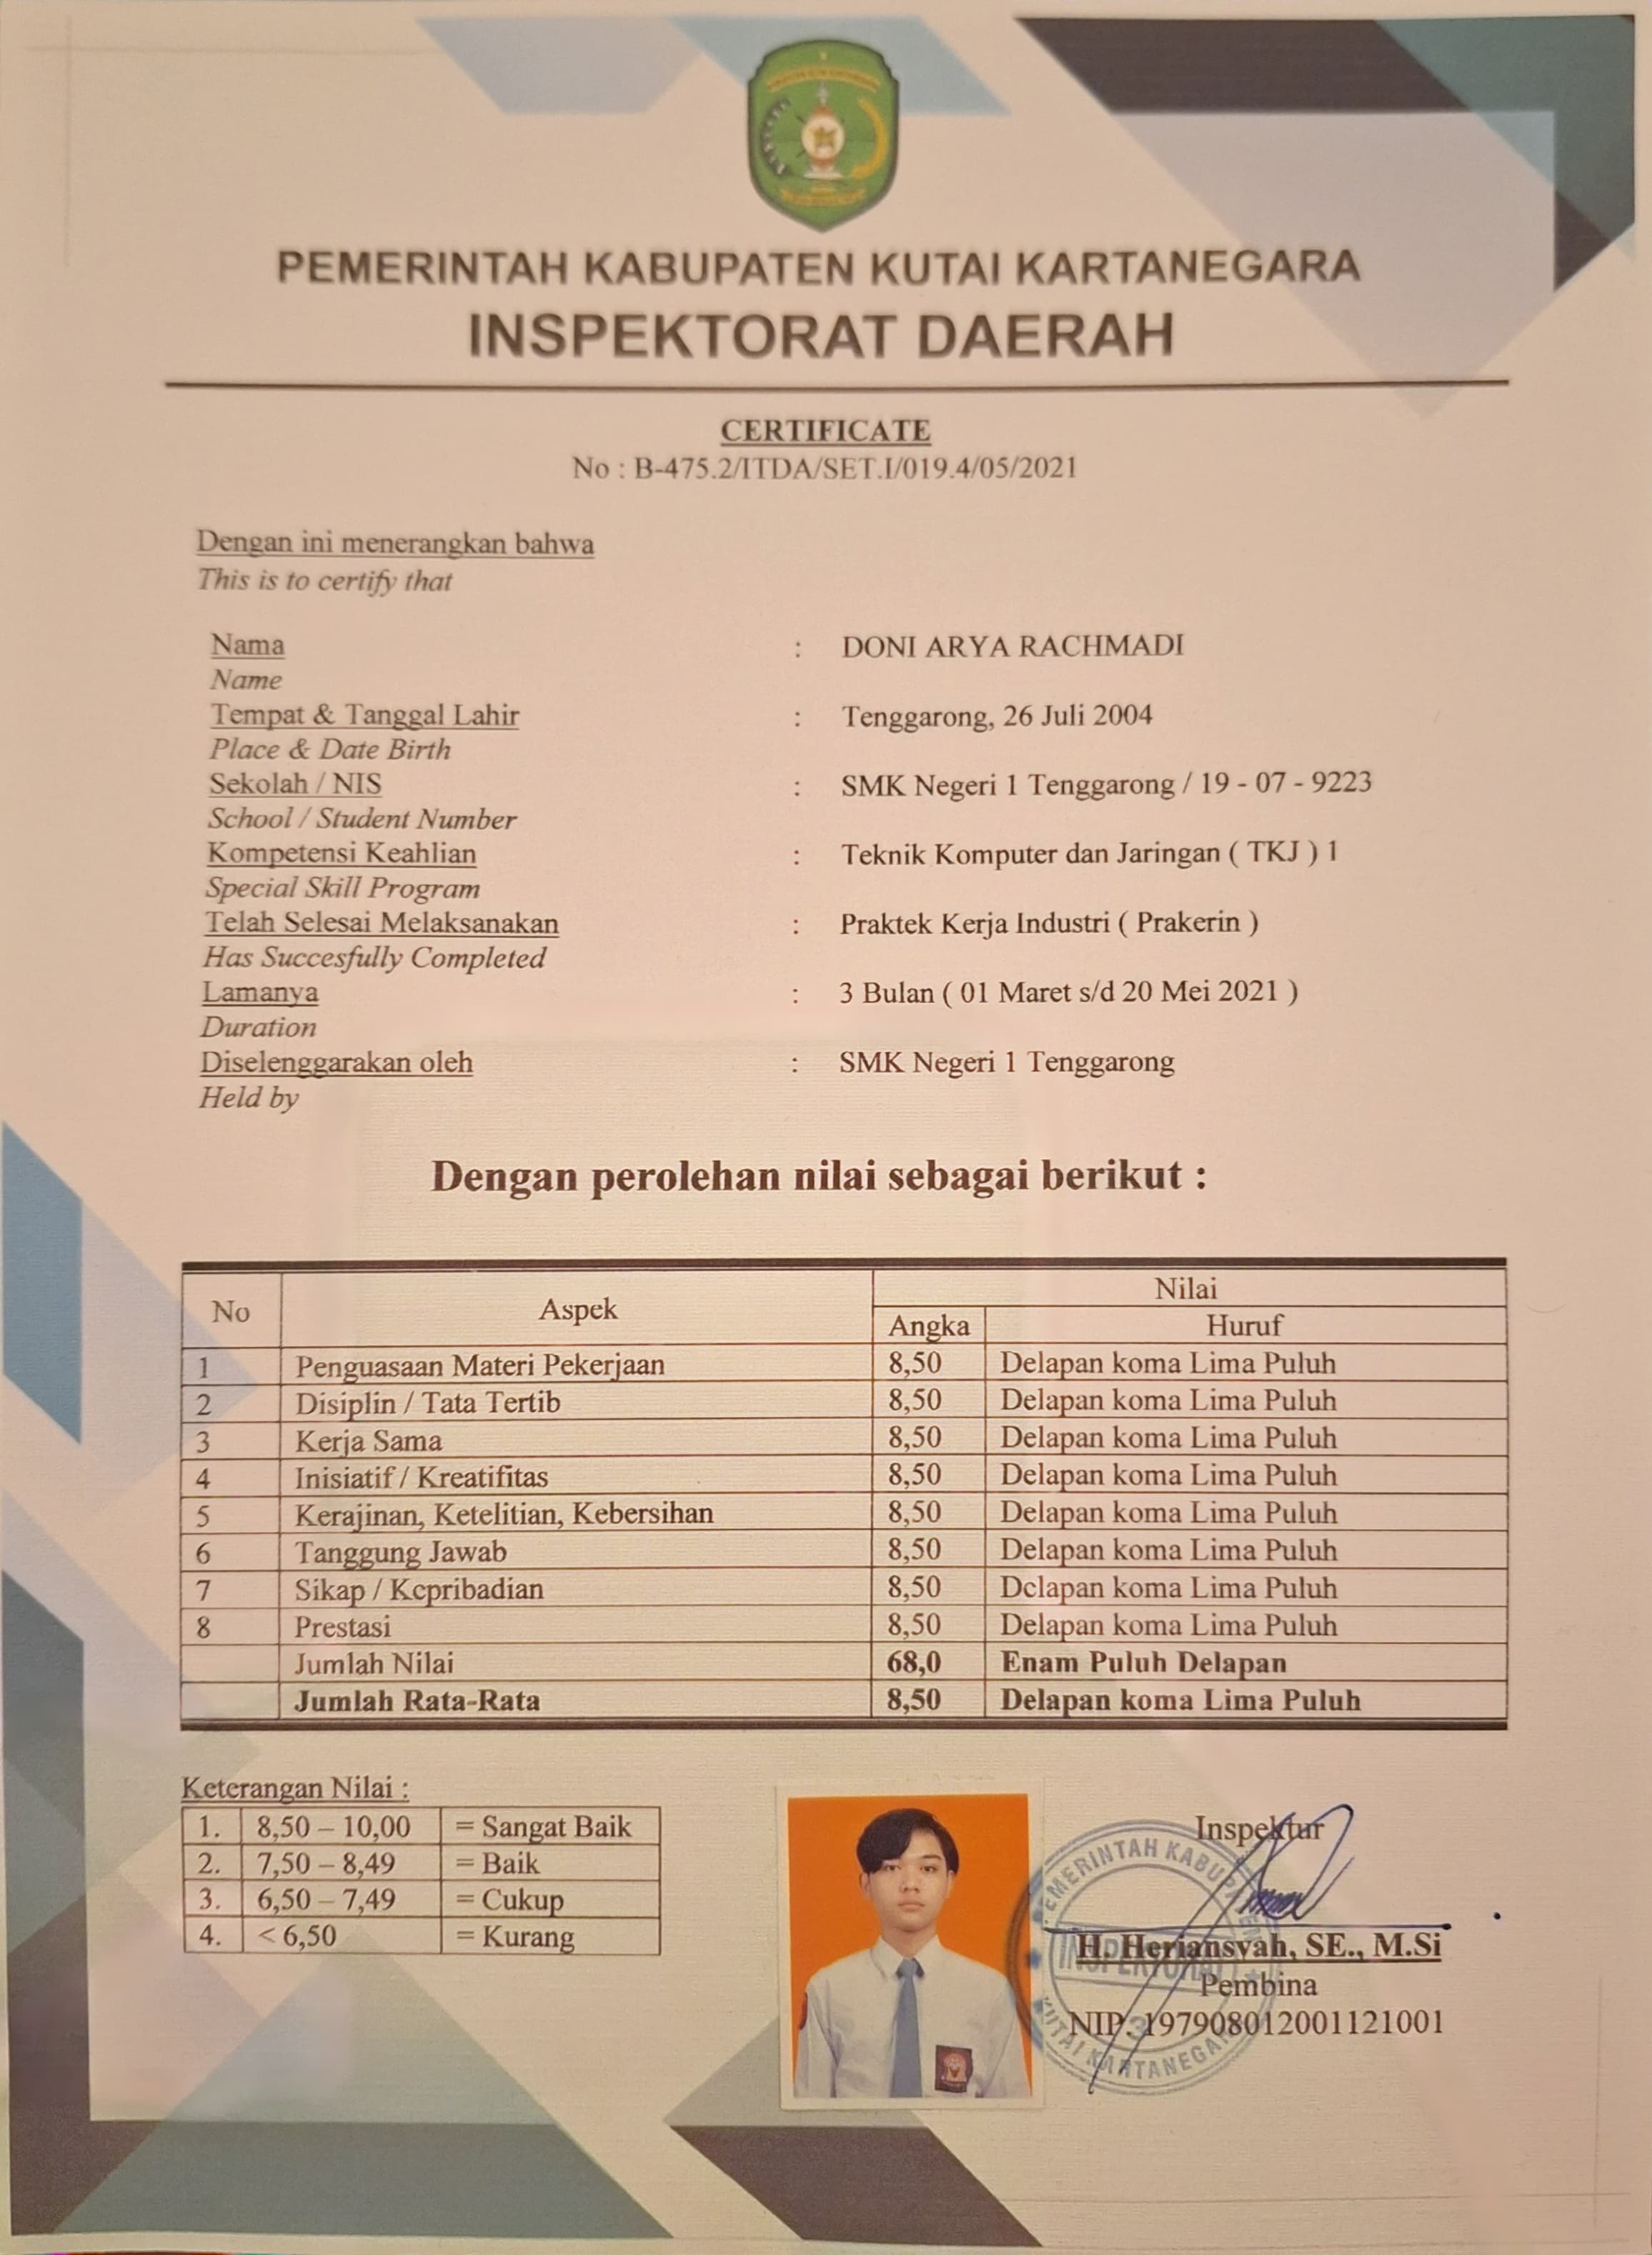 PEMERINTAH KABUPATEN KUTAI KARTANEGARA
INSPEKTORAT DAERAH
CERTIFICATE
No : B-475.2/ITDA/SET.I/019.4/05/2021
Dengan ini menerangkan bahwa
This is to certify that
Nama : DONI ARYA RACHMADI
Name
Tempat & Tanggal Lahir : Tenggarong, 26 Juli 2004
Place & Date Birth
Sekolah / NIS : SMK Negeri 1 Tenggarong / 19 - 07 - 9223
School / Student Number
Kompetensi Keahlian : Teknik Komputer dan Jaringan ( TKJ ) 1
Special Skill Program
Telah Selesai Melaksanakan : Praktek Kerja Industri ( Prakerin )
Has Succesfully Completed
Lamanya : 3 Bulan ( 01 Maret s/d 20 Mei 2021 )
Duration
Diselenggarakan oleh : SMK Negeri 1 Tenggarong
Held by
Dengan perolehan nilai sebagai berikut :
No Aspek Nilai
Angka Huruf
1 Penguasaan Materi Pekerjaan 8,50 Delapan koma Lima Puluh
2 Disiplin / Tata Tertib 8,50 Delapan koma Lima Puluh
3 Kerja Sama 8,50 Delapan koma Lima Puluh
4 Inisiatif / Kreatifitas 8,50 Delapan koma Lima Puluh
5 Kerajinan, Ketelitian, Kebersihan 8,50 Delapan koma Lima Puluh
6 Tanggung Jawab 8,50 Delapan koma Lima Puluh
7 Sikap / Kepribadian 8,50 Delapan koma Lima Puluh
8 Prestasi 8,50 Delapan koma Lima Puluh
Jumlah Nilai 68,0 Enam Puluh Delapan
Jumlah Rata-Rata 8,50 Delapan koma Lima Puluh
Keterangan Nilai :
1. 8,50 – 10,00 = Sangat Baik
2. 7,50 – 8,49 = Baik
3. 6,50 – 7,49 = Cukup
4. < 6,50 = Kurang
Inspektur
H. Heriansyah, SE., M.Si
Pembina
NIP. 197908012001121001
PEMERINTAH KABUPATEN
INSPEKTORAT
KUTAI KARTANEGARA